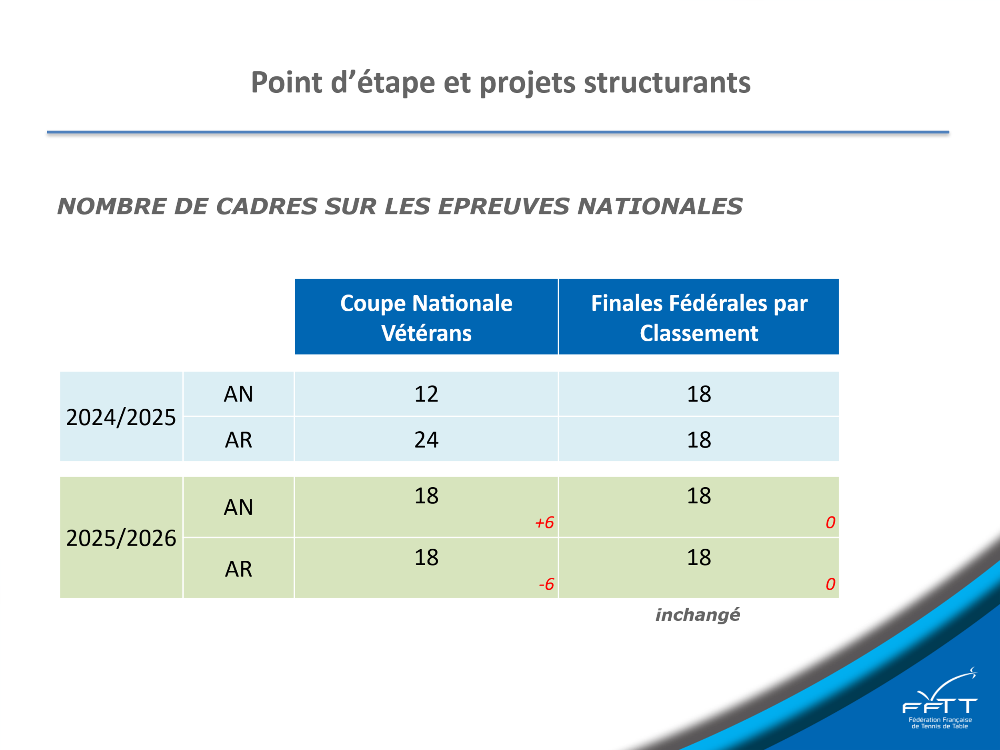 Point d’étape et projets structurants
NOMBRE DE CADRES SUR LES EPREUVES NATIONALES
Coupe Nationale
Vétérans
Finales Fédérales par
Classement
2024/2025
AN
12
18
AR
24
18
2025/2026
AN
18
+6
18
0
AR
18
-6
18
0
inchangé
FFTT
Fédération Française
de Tennis de Table